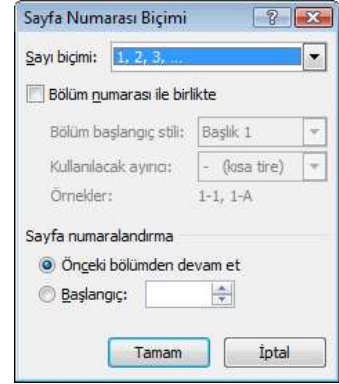 Sayfa Numarası Biçimi
Sayı biçimi: 1, 2, 3, ...
Bölüm numarası ile birlikte
Bölüm başlangıç stili: Başlık 1
Kullanılacak ayırıcı: - (kısa tire)
Örnekler: 1-1, 1-A
Sayfa numaralandırma
Önceki bölümden devam et
Başlangıç:
Tamam İptal